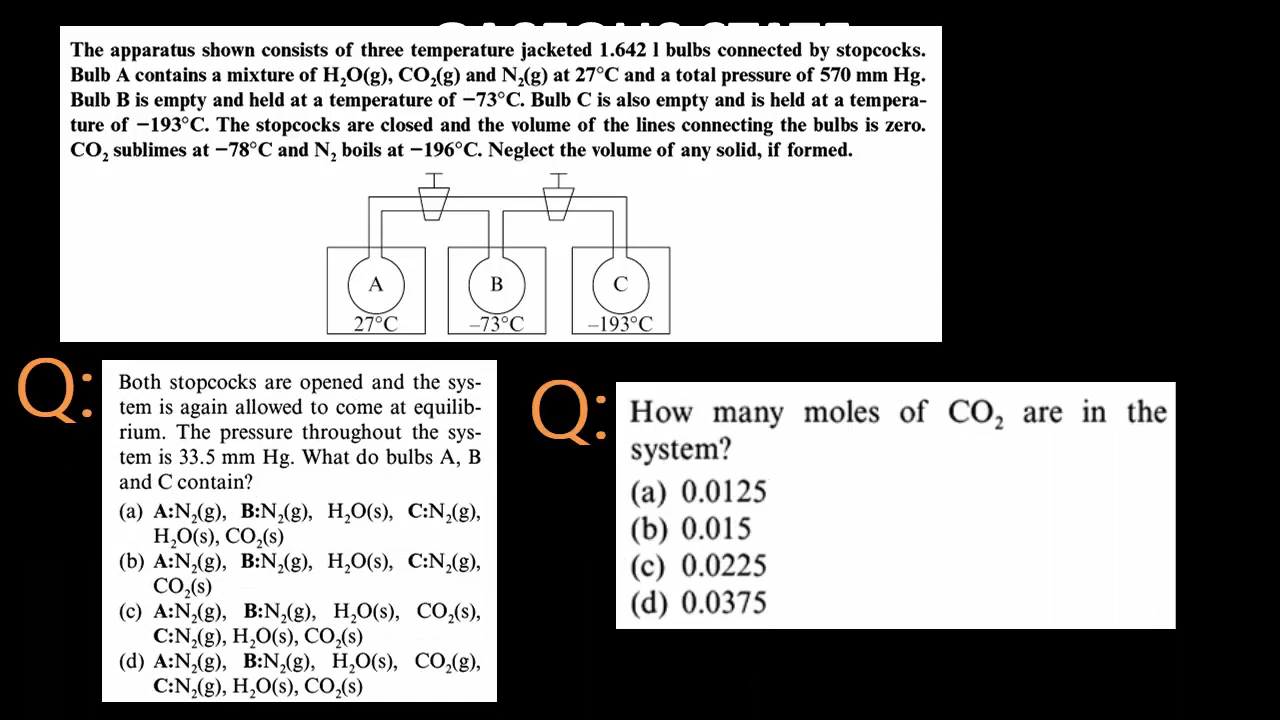 GASEOUS STATE
The apparatus shown consists of three temperature jacketed 1.642 l bulbs connected by stopcocks.
Bulb A contains a mixture of H₂O(g), CO₂(g) and N₂(g) at 27°C and a total pressure of 570 mm Hg.
Bulb B is empty and held at a temperature of −73°C. Bulb C is also empty and is held at a tempera-
ture of −193°C. The stopcocks are closed and the volume of the lines connecting the bulbs is zero.
CO₂ sublimes at −78°C and N₂ boils at −196°C. Neglect the volume of any solid, if formed.
A B C
27°C –73°C –193°C
Q:
Both stopcocks are opened and the sys-
tem is again allowed to come at equilib-
rium. The pressure throughout the sys-
tem is 33.5 mm Hg. What do bulbs A, B
and C contain?
(a) A:N₂(g), B:N₂(g), H₂O(s), C:N₂(g),
H₂O(s), CO₂(s)
(b) A:N₂(g), B:N₂(g), H₂O(s), C:N₂(g),
CO₂(s)
(c) A:N₂(g), B:N₂(g), H₂O(s), CO₂(s),
C:N₂(g), H₂O(s), CO₂(s)
(d) A:N₂(g), B:N₂(g), H₂O(s), CO₂(g),
C:N₂(g), H₂O(s), CO₂(s)
Q:
How many moles of CO₂ are in the
system?
(a) 0.0125
(b) 0.015
(c) 0.0225
(d) 0.0375